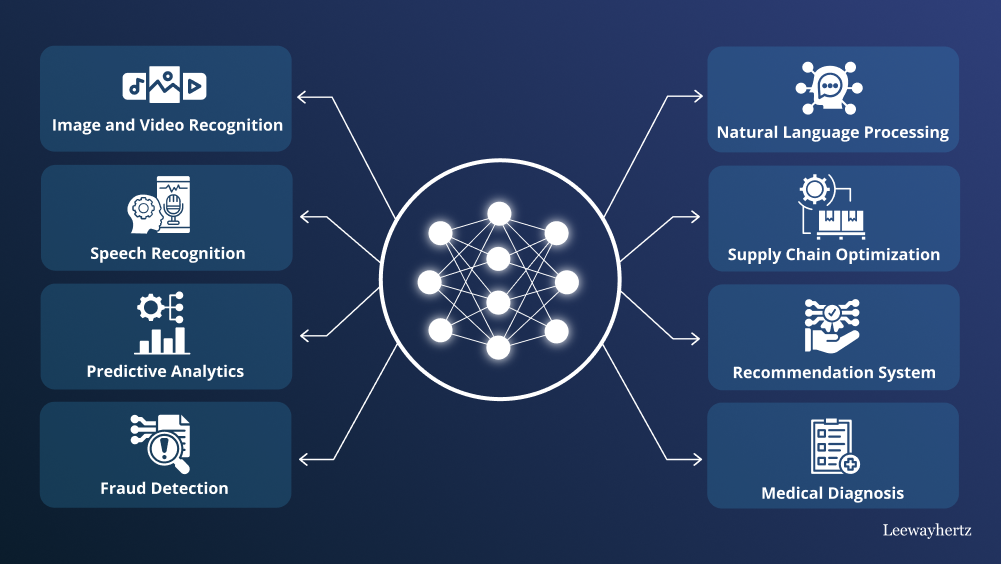 Image and Video Recognition
Speech Recognition
Predictive Analytics
Fraud Detection
Natural Language Processing
Supply Chain Optimization
Recommendation System
Medical Diagnosis
Leewayhertz